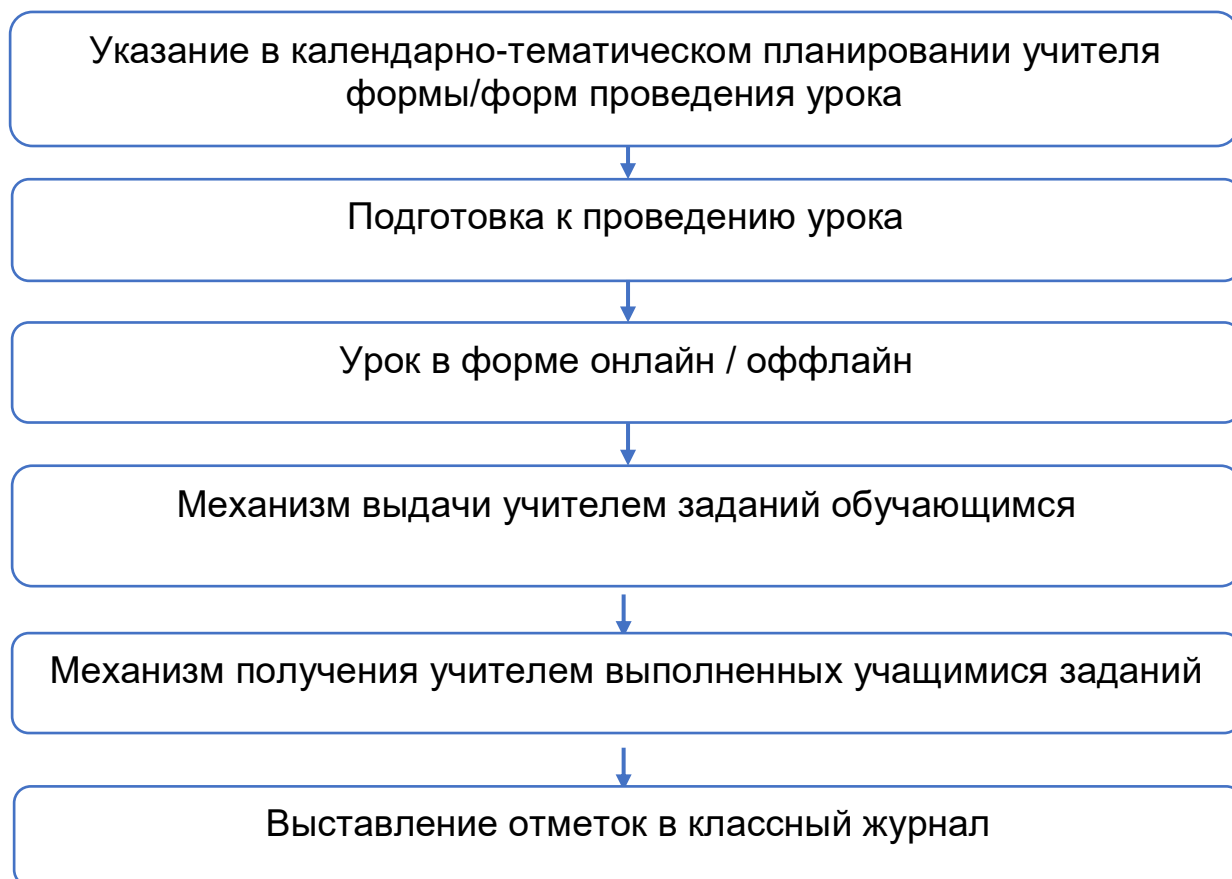 Указание в календарно-тематическом планировании учителя
формы/форм проведения урока
Подготовка к проведению урока
Урок в форме онлайн / оффлайн
Механизм выдачи учителем заданий обучающимся
Механизм получения учителем выполненных учащимися заданий
Выставление отметок в классный журнал